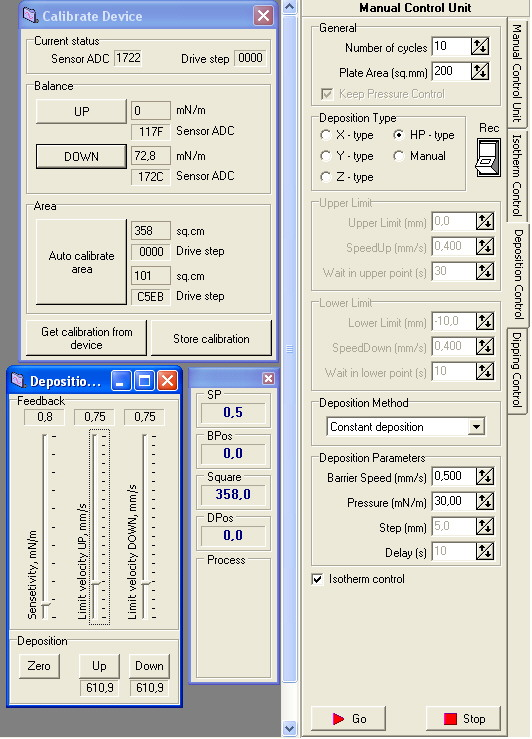 Calibrate Device
Current status
Sensor ADC 1722 Drive step 0000
Balance
UP 0 mN/m
117F Sensor ADC
DOWN 72,8 mN/m
172C Sensor ADC
Area
Auto calibrate area
358 sq.cm
0000 Drive step
101 sq.cm
C5EB Drive step
Get calibration from device
Store calibration
Depositio...
Feedback
0,8 0,75 0,75
Sensetivity, mN/m
Limit velocity UP, mm/s
Limit velocity DOWN, mm/s
Deposition
Zero Up Down
610,9 610,9
SP
0,5
BPos
0,0
Square
358,0
DPos
0,0
Process
Manual Control Unit
General
Number of cycles 10
Plate Area (sq.mm) 200
Keep Pressure Control
Deposition Type
X - type HP - type
Y - type Manual
Z - type
Rec
Upper Limit
Upper Limit (mm) 0,0
SpeedUp (mm/s) 0,400
Wait in upper point (s) 30
Lower Limit
Lower Limit (mm) -10,0
SpeedDown (mm/s) 0,400
Wait in lower point (s) 10
Deposition Method
Constant deposition
Deposition Parameters
Barrier Speed (mm/s) 0,500
Pressure (mN/m) 30,00
Step (mm) 5,0
Delay (s) 10
Isotherm control
Go Stop
Manual Control Unit
Isotherm Control
Deposition Control
Dipping Control